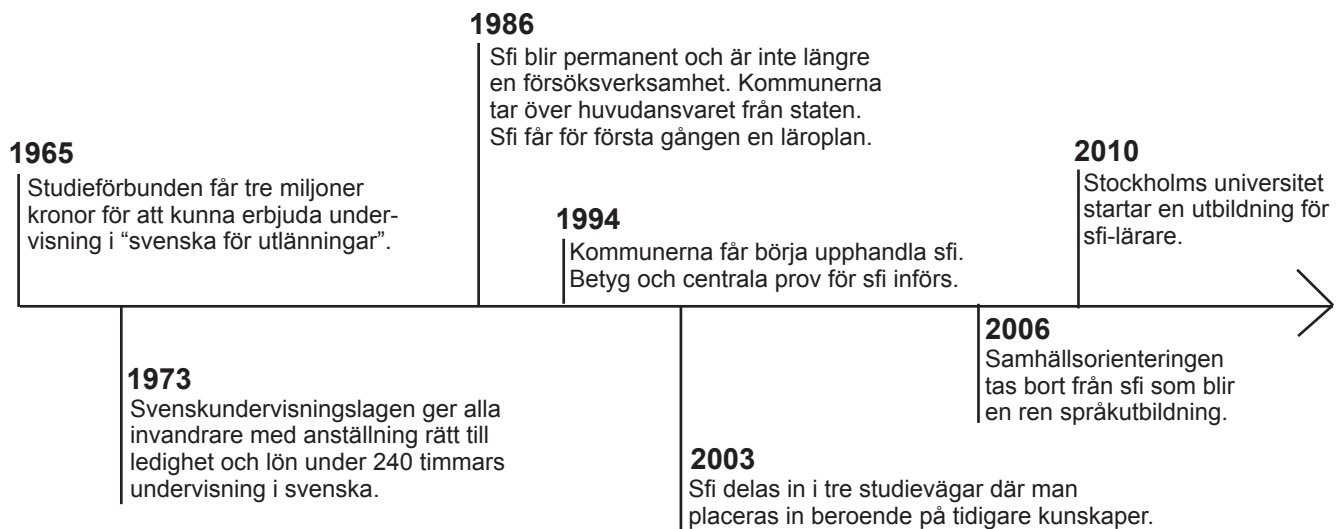 1965
Studieförbunden får tre miljoner
kronor för att kunna erbjuda under-
visning i “svenska för utlänningar”.
1973
Svenskundervisningslagen ger alla
invandrare med anställning rätt till
ledighet och lön under 240 timmars
undervisning i svenska.
1986
Sfi blir permanent och är inte längre
en försöksverksamhet. Kommunerna
tar över huvudansvaret från staten.
Sfi får för första gången en läroplan.
1994
Kommunerna får börja upphandla sfi.
Betyg och centrala prov för sfi införs.
2003
Sfi delas in i tre studievägar där man
placeras in beroende på tidigare kunskaper.
2006
Samhällsorienteringen
tas bort från sfi som blir
en ren språkutbildning.
2010
Stockholms universitet
startar en utbildning för
sfi-lärare.